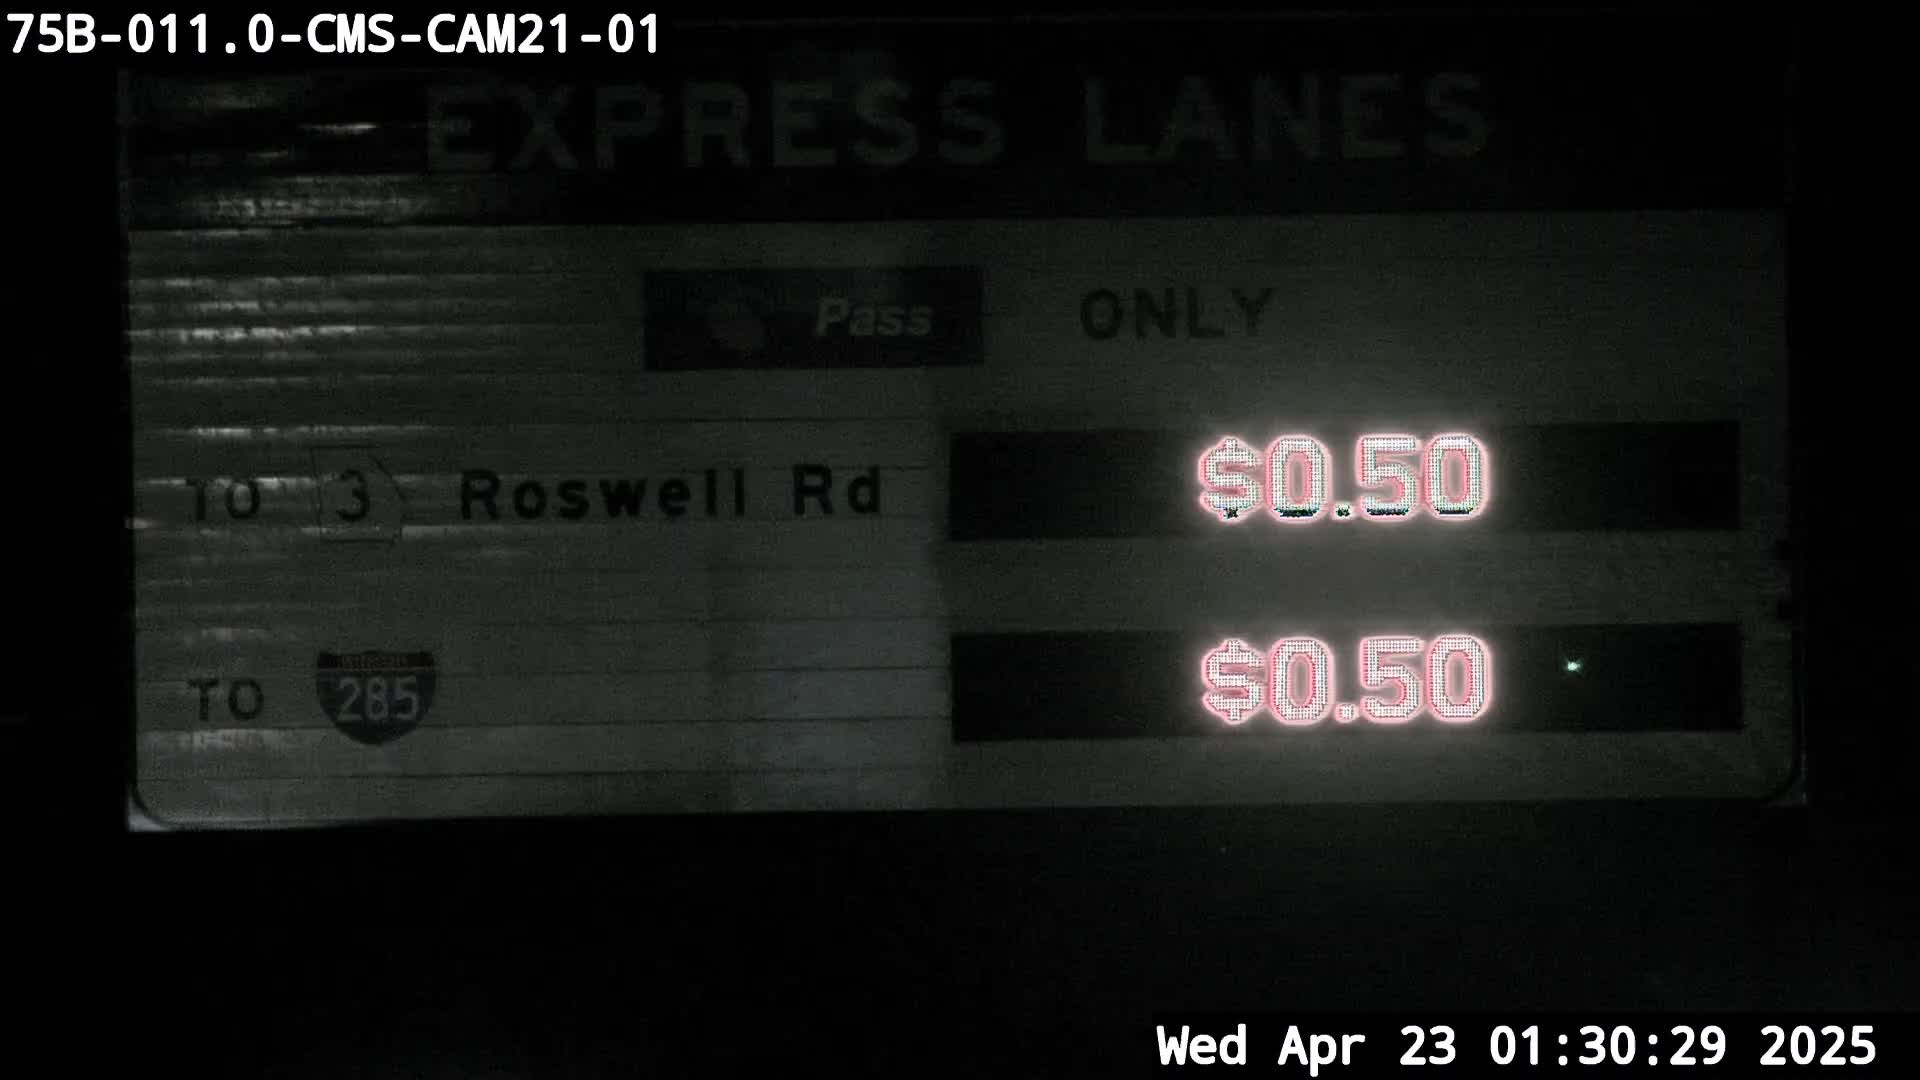 75B-011.0-CMS-CAM21-01
EXPRESS LANES
Pass ONLY
TO 3 Roswell Rd $0.50
TO INTERSTATE 285 $0.50
Wed Apr 23 01:30:29 2025